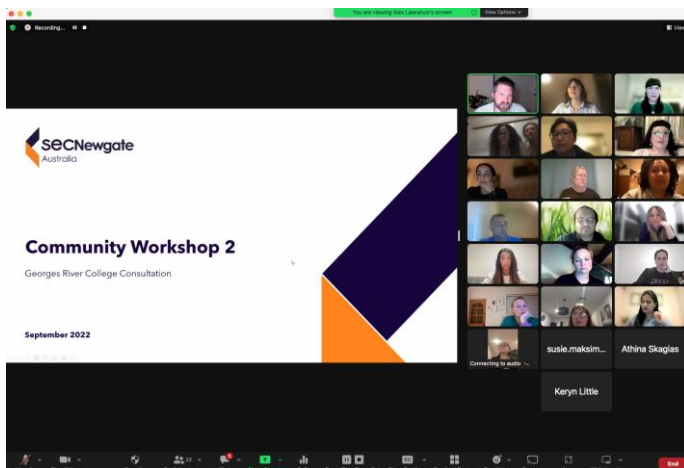 You are viewing Alex Lawrence's screen
View Options
Recording...
View
SECNewgate
Australia
Community Workshop 2
Georges River College Consultation
September 2022
Connecting to audio
susie.maksim...
Athina Skagias
Keryn Little
End